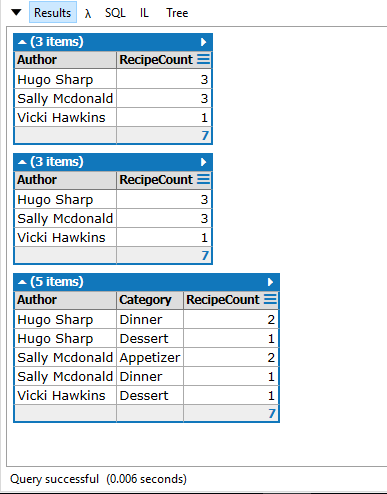 Results λ SQL IL Tree
(3 items)
Author RecipeCount
Hugo Sharp 3
Sally Mcdonald 3
Vicki Hawkins 1
7
(3 items)
Author RecipeCount
Hugo Sharp 3
Sally Mcdonald 3
Vicki Hawkins 1
7
(5 items)
Author Category RecipeCount
Hugo Sharp Dinner 2
Hugo Sharp Dessert 1
Sally Mcdonald Appetizer 2
Sally Mcdonald Dinner 1
Vicki Hawkins Dessert 1
7
Query successful (0.006 seconds)